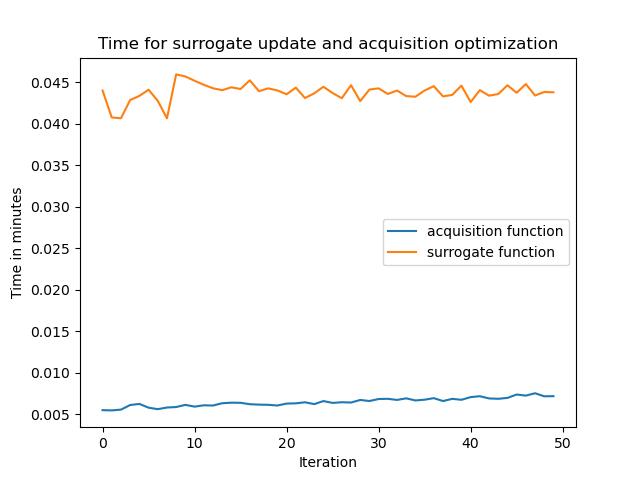 Time for surrogate update and acquisition optimization
0.045
0.040
0.035
0.030
0.025
0.020
0.015
0.010
0.005
Time in minutes
acquisition function
surrogate function
0 10 20 30 40 50
Iteration